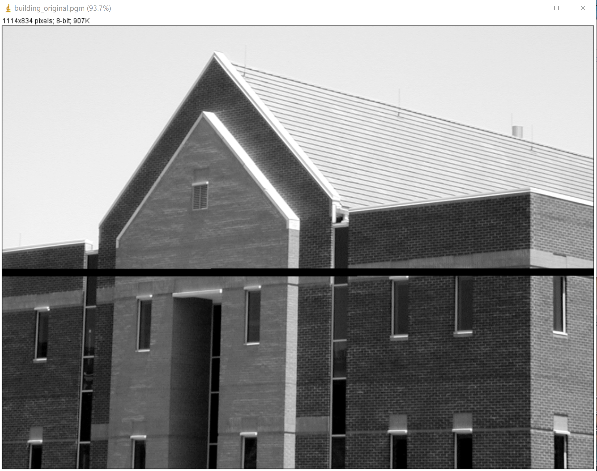 building_original.pgm (93.7%)
1114x834 pixels; 8-bit; 907K